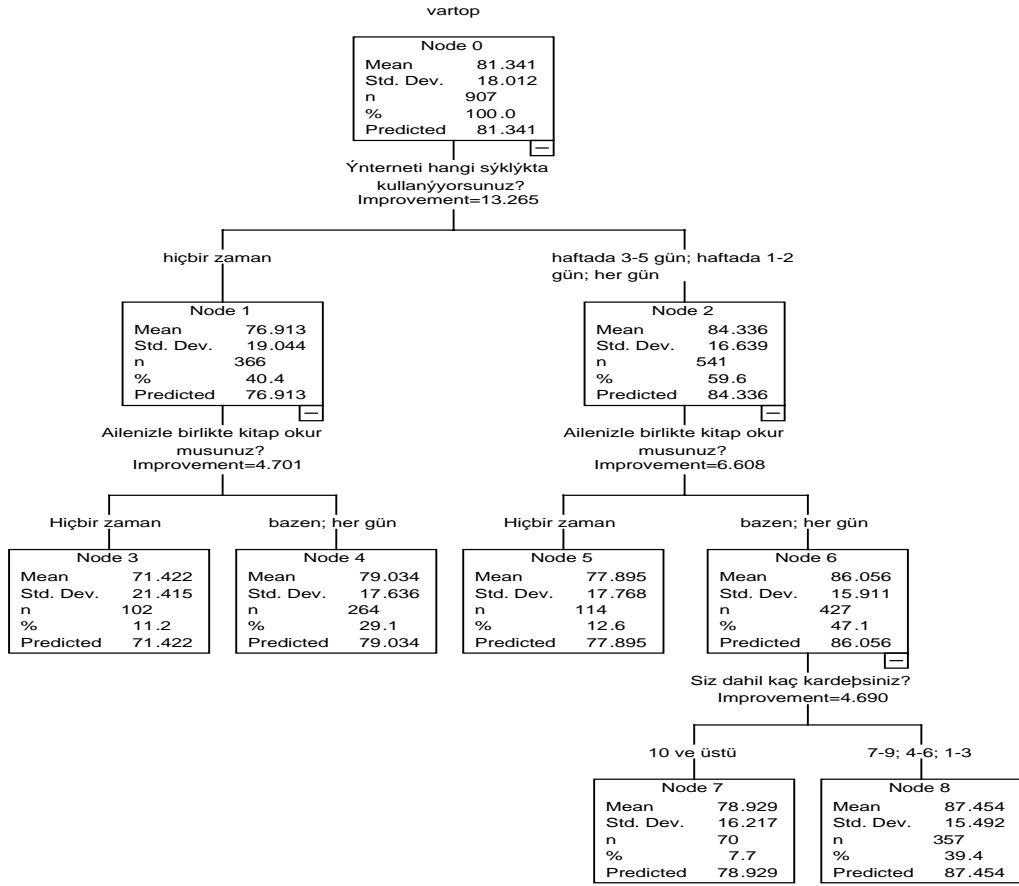 vartop
Node 0
Mean 81.341
Std. Dev. 18.012
n 907
% 100.0
Predicted 81.341
Ýnterneti hangi sýklýkta
kullanýyorsunuz?
Improvement=13.265
hiçbir zaman
haftada 3-5 gün; haftada 1-2
gün; her gün
Node 1
Mean 76.913
Std. Dev. 19.044
n 366
% 40.4
Predicted 76.913
Node 2
Mean 84.336
Std. Dev. 16.639
n 541
% 59.6
Predicted 84.336
Ailenizle birlikte kitap okur
musunuz?
Improvement=4.701
Ailenizle birlikte kitap okur
musunuz?
Improvement=6.608
Hiçbir zaman
bazen; her gün
Hiçbir zaman
bazen; her gün
Node 3
Mean 71.422
Std. Dev. 21.415
n 102
% 11.2
Predicted 71.422
Node 4
Mean 79.034
Std. Dev. 17.636
n 264
% 29.1
Predicted 79.034
Node 5
Mean 77.895
Std. Dev. 17.768
n 114
% 12.6
Predicted 77.895
Node 6
Mean 86.056
Std. Dev. 15.911
n 427
% 47.1
Predicted 86.056
Siz dahil kaç kardeþsiniz?
Improvement=4.690
10 ve üstü
7-9; 4-6; 1-3
Node 7
Mean 78.929
Std. Dev. 16.217
n 70
% 7.7
Predicted 78.929
Node 8
Mean 87.454
Std. Dev. 15.492
n 357
% 39.4
Predicted 87.454